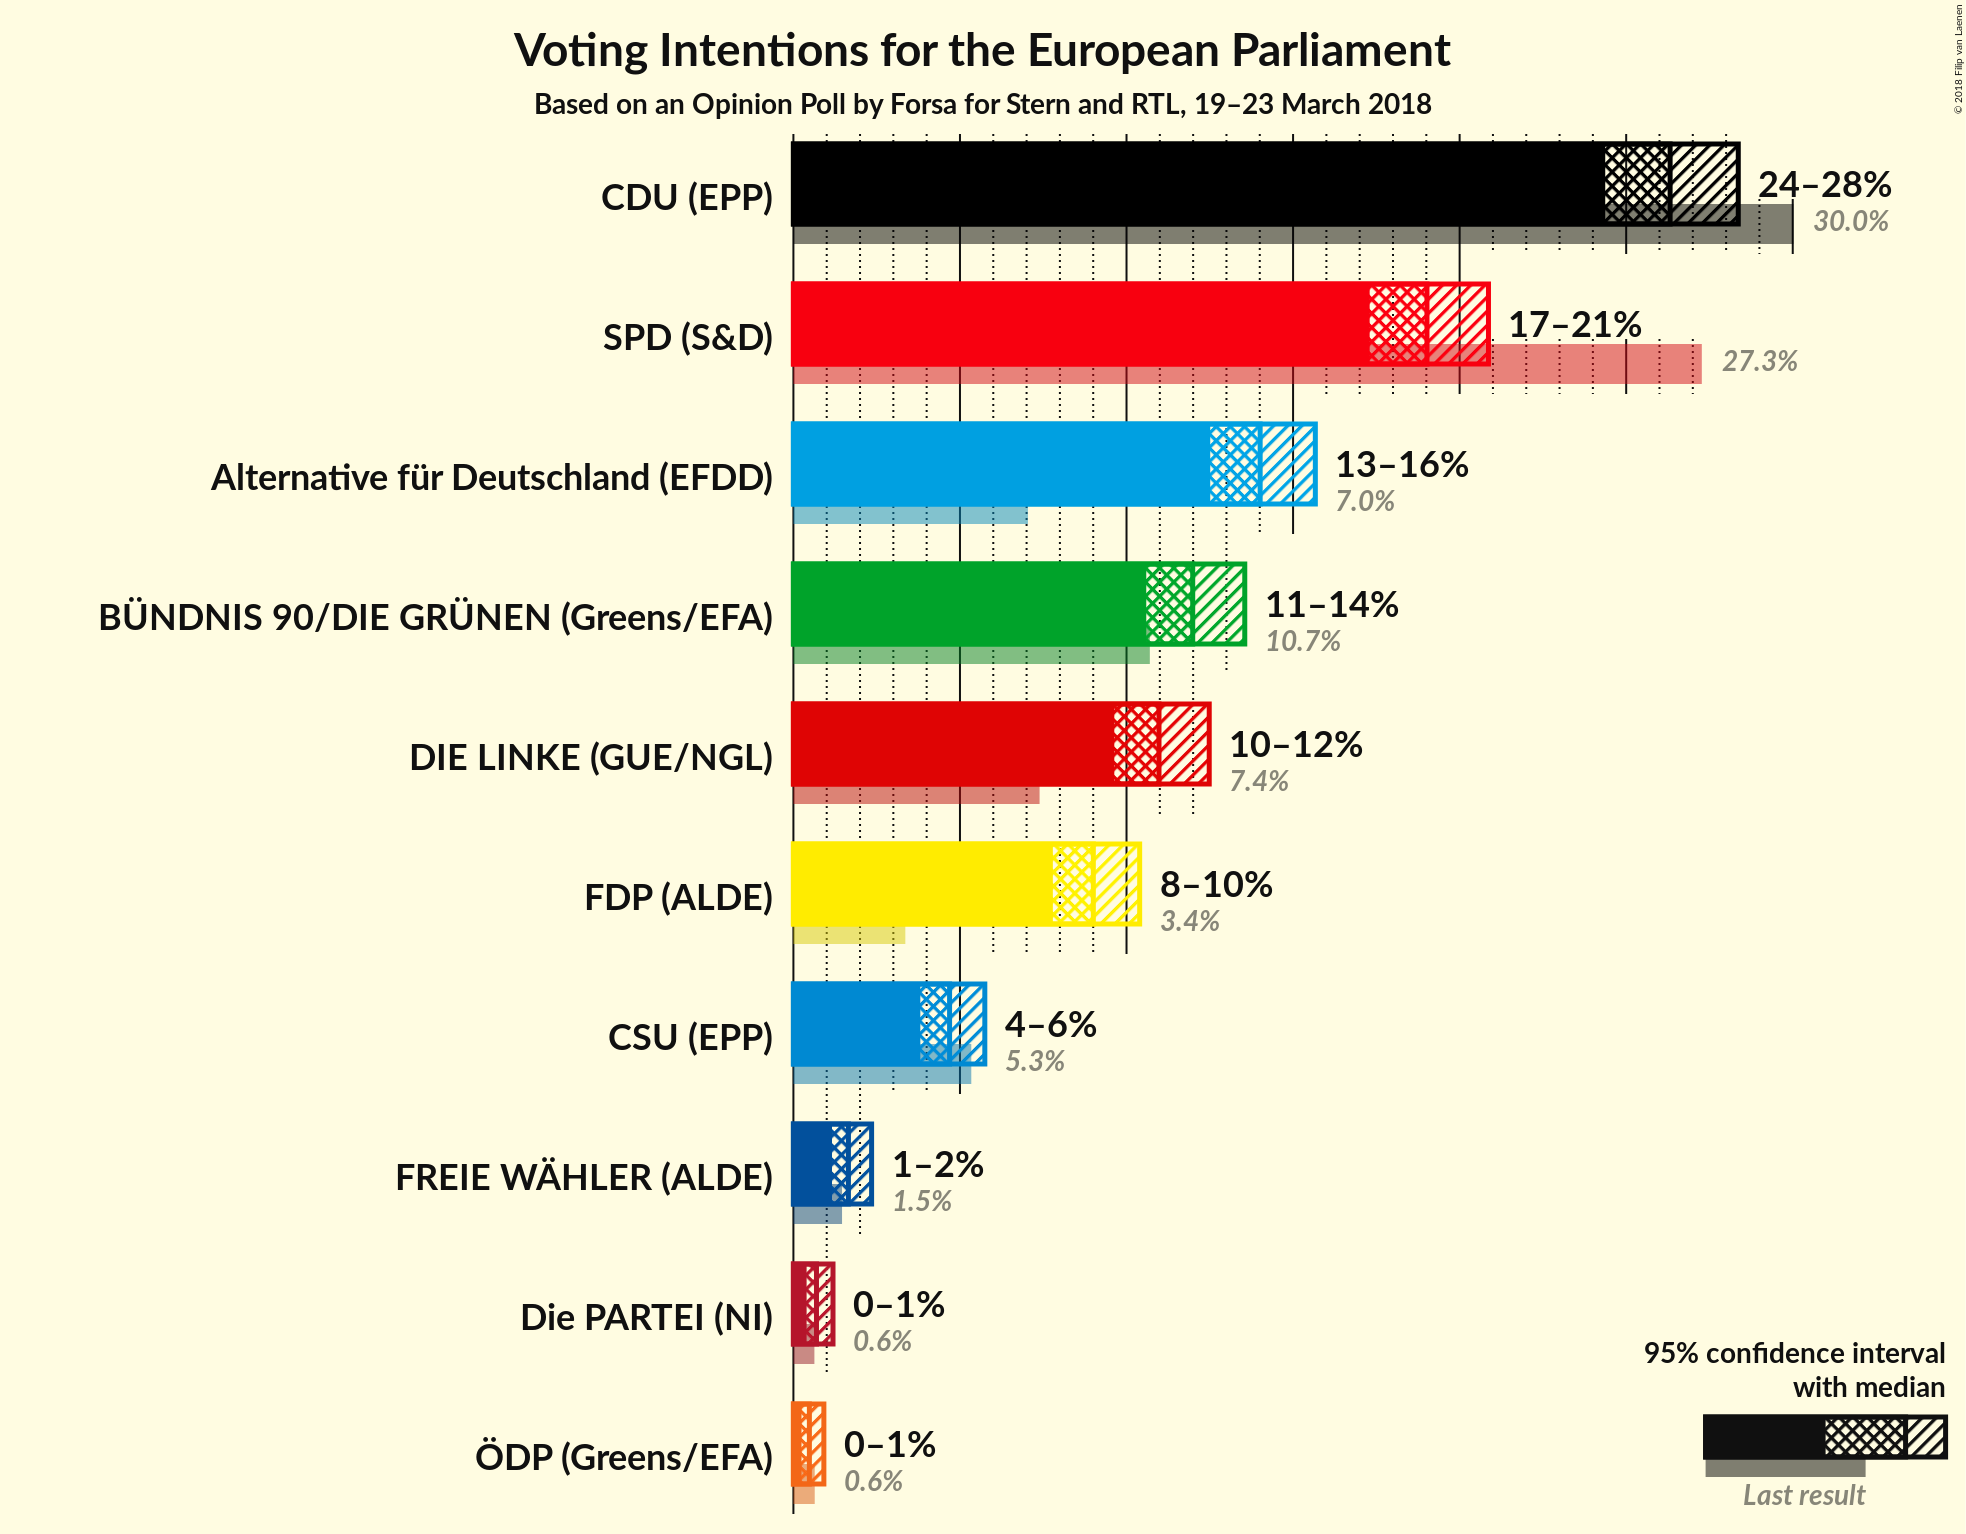 Voting Intentions for the European Parliament
Based on an Opinion Poll by Forsa for Stern and RTL, 19–23 March 2018
© 2018 Filip van Laenen
CDU (EPP)
24–28%
30.0%
SPD (S&D)
17–21%
27.3%
Alternative für Deutschland (EFDD)
13–16%
7.0%
BÜNDNIS 90/DIE GRÜNEN (Greens/EFA)
11–14%
10.7%
DIE LINKE (GUE/NGL)
10–12%
7.4%
FDP (ALDE)
8–10%
3.4%
CSU (EPP)
4–6%
5.3%
FREIE WÄHLER (ALDE)
1–2%
1.5%
Die PARTEI (NI)
0–1%
0.6%
ÖDP (Greens/EFA)
0–1%
0.6%
95% confidence interval
with median
Last result